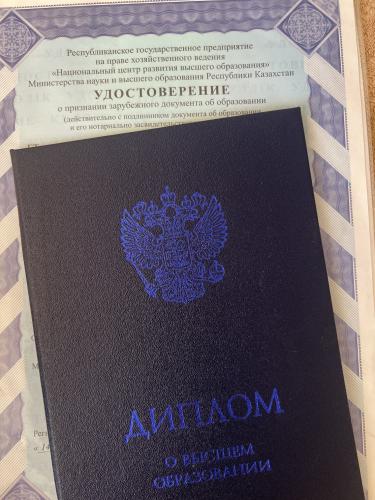 Республиканское государственное предприятие
на праве хозяйственного ведения
«Национальный центр развития высшего образования»
Министерства науки и высшего образования Республики Казахстан
УДОСТОВЕРЕНИЕ
о признании зарубежного документа об образовании
(действительно с подлинником документа об образовании
и его нотариально
ДИПЛОМ
О ВЫСШЕМ
ОБРАЗОВАНИИ